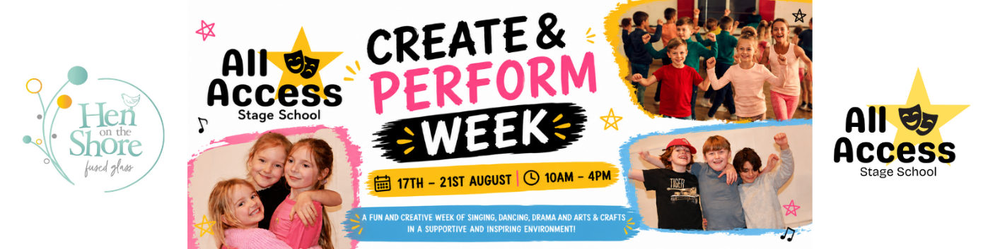 Hen
on the
Shore
fused glass
All
Access
Stage School
CREATE &
PERFORM
WEEK
17TH – 21ST AUGUST | 10AM – 4PM
A FUN AND CREATIVE WEEK OF SINGING, DANCING, DRAMA AND ARTS & CRAFTS
IN A SUPPORTIVE AND INSPIRING ENVIRONMENT!
TIGER
All
Access
Stage School